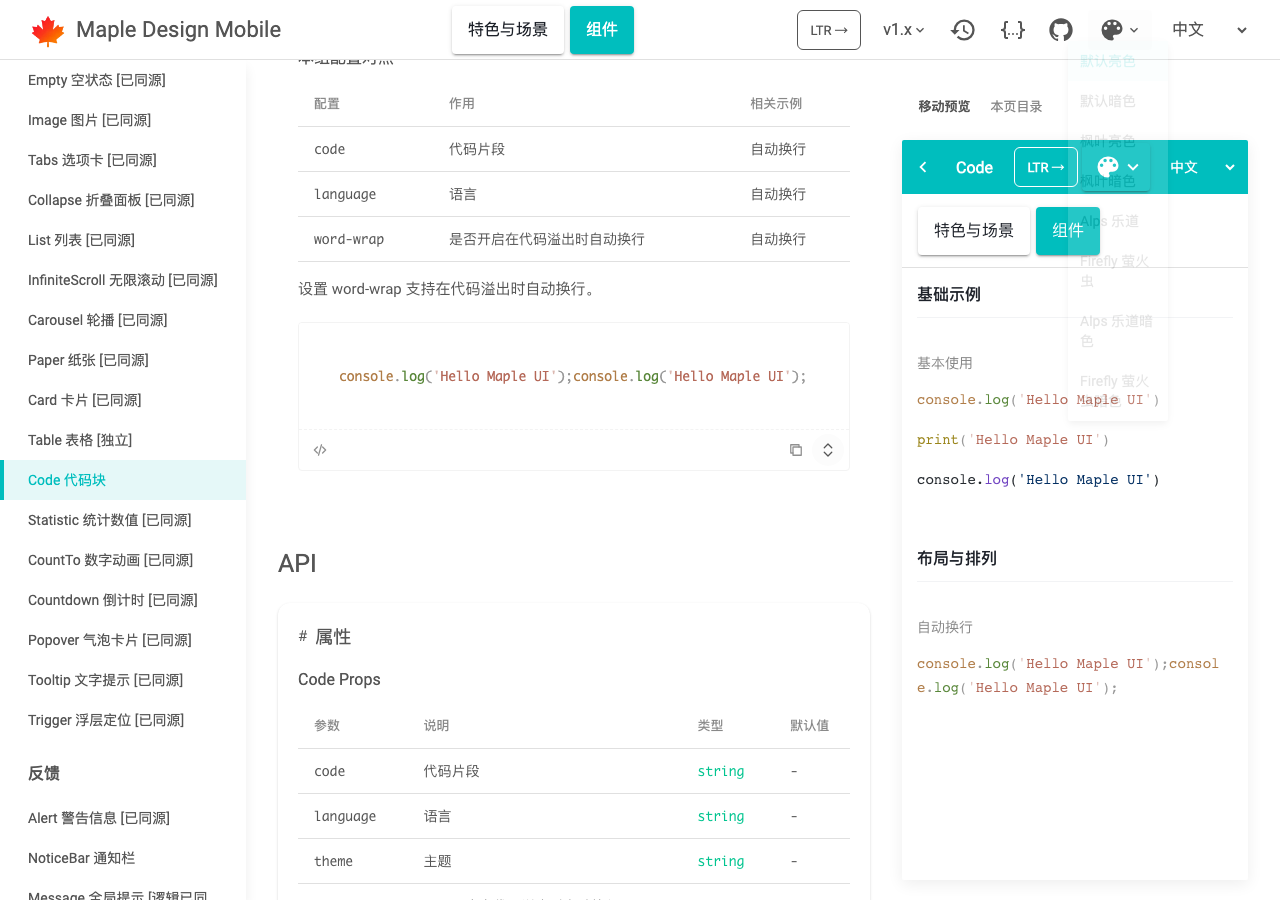 Maple Design Mobile
特色与场景
组件
LTR→
v1.x
{..}
中文
默认亮色
默认暗色
枫叶亮色
枫叶暗色
Alps 乐道
Firefly 萤火
虫
Alps 乐道暗
色
Firefly 萤火
Empty 空状态 [已同源]
Image 图片 [已同源]
Tabs 选项卡 [已同源]
Collapse 折叠面板 [已同源]
List 列表 [已同源]
InfiniteScroll 无限滚动 [已同源]
Carousel 轮播 [已同源]
Paper 纸张 [已同源]
Card 卡片 [已同源]
Table 表格 [独立]
Code 代码块
Statistic 统计数值 [已同源]
CountTo 数字动画 [已同源]
Countdown 倒计时 [已同源]
Popover 气泡卡片 [已同源]
Tooltip 文字提示 [已同源]
Trigger 浮层定位 [已同源]
反馈
Alert 警告信息 [已同源]
NoticeBar 通知栏
Message 全局提示 [逻辑已同
本组配置对照
配置 作用 相关示例
code 代码片段 自动换行
language 语言 自动换行
word-wrap 是否开启在代码溢出时自动换行 自动换行
设置 word-wrap 支持在代码溢出时自动换行。
console.log('Hello Maple UI');console.log('Hello Maple UI');
</>
API
# 属性
Code Props
参数 说明 类型 默认值
code 代码片段 string -
language 语言 string -
theme 主题 string -
移动预览 本页目录
Code
LTR→
中文
特色与场景
组件
基础示例
基本使用
console.log('Hello Maple UI')
print('Hello Maple UI')
console.log('Hello Maple UI')
布局与排列
自动换行
console.log('Hello Maple UI');consol
e.log('Hello Maple UI');